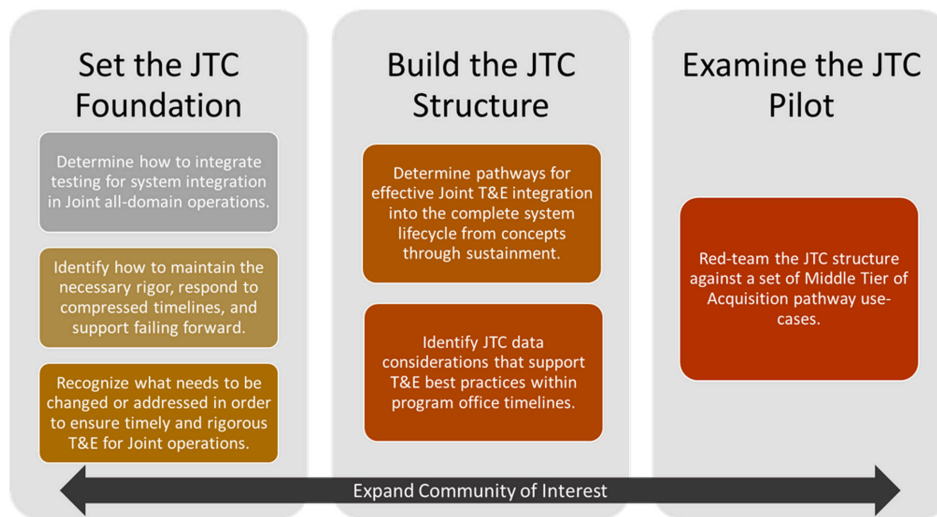 Set the JTC
Foundation
Determine how to integrate
testing for system integration
in Joint all-domain operations.
Identify how to maintain the
necessary rigor, respond to
compressed timelines, and
support failing forward.
Recognize what needs to be
changed or addressed in order
to ensure timely and rigorous
T&E for Joint operations.
Build the JTC
Structure
Determine pathways for
effective Joint T&E integration
into the complete system
lifecycle from concepts
through sustainment.
Identify JTC data
considerations that support
T&E best practices within
program office timelines.
Examine the JTC
Pilot
Red-team the JTC structure
against a set of Middle Tier of
Acquisition pathway use-
cases.
Expand Community of Interest